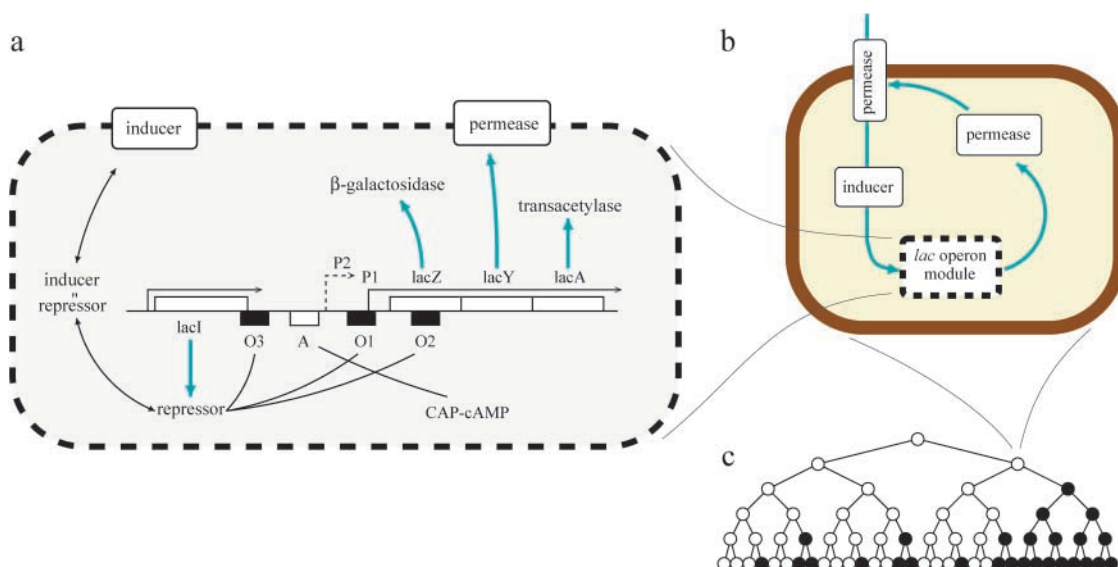 a
inducer
permease
β-galactosidase
transacetylase
P2
P1
lacZ
lacY
lacA
inducer
"
repressor
lacI
O3
A
O1
O2
repressor
CAP-cAMP
b
permease
permease
inducer
lac operon
module
c